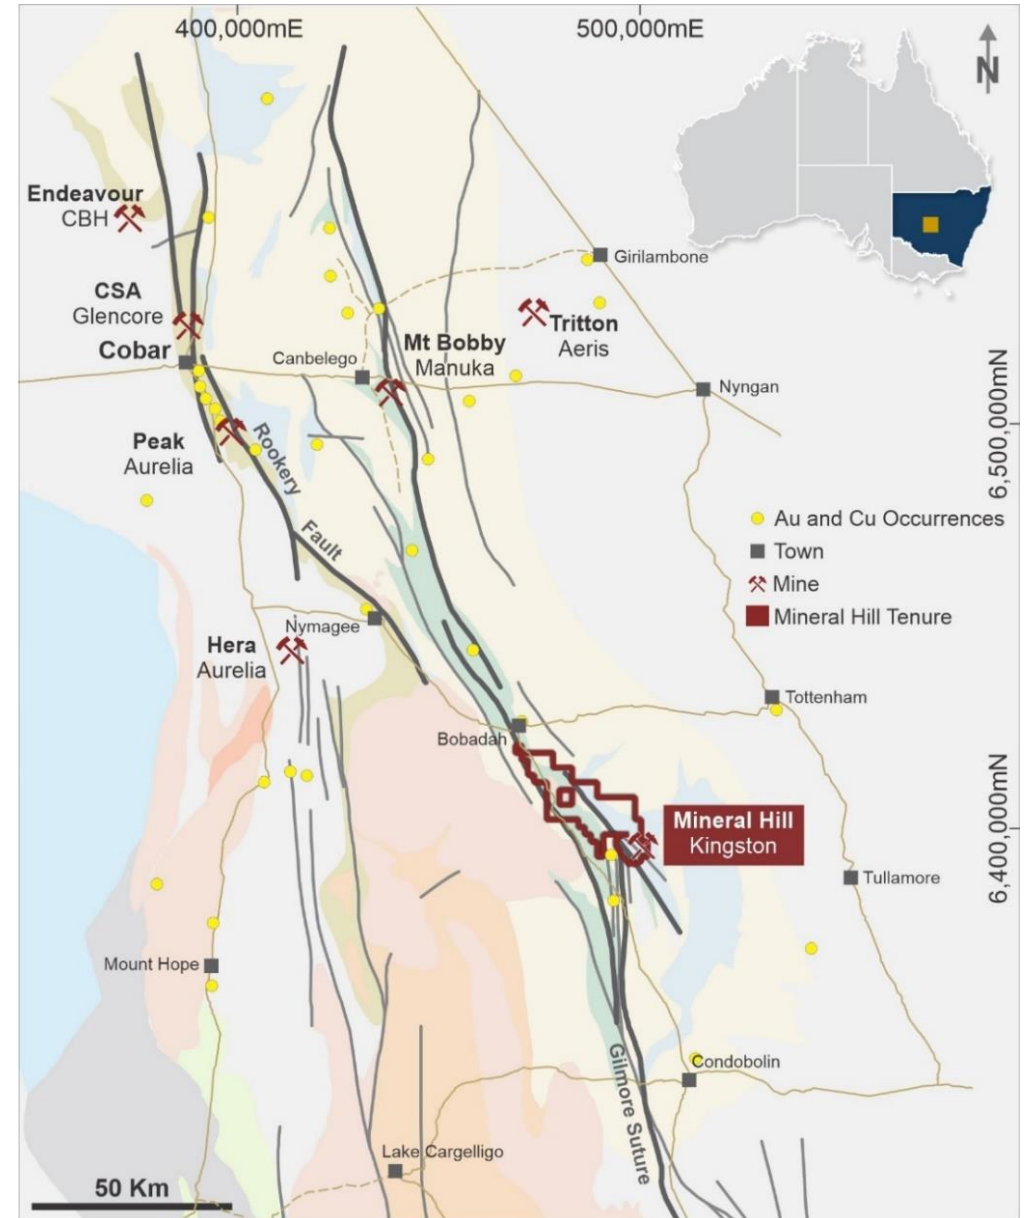 400,000mE
500,000mE
N
Endeavour
CBH
Girilambone
CSA
Glencore
Tritton
Aeris
Cobar
Canbelego
Mt Bobby
Manuka
Nyngan
Peak
Aurelia
Rookery
Fault
6,500,000mN
Au and Cu Occurrences
Town
Mine
Mineral Hill Tenure
Nymagee
Hera
Aurelia
Tottenham
Bobadah
Mineral Hill
Kingston
6,400,000mN
Tullamore
Mount Hope
Condobolin
Gilmore Suture
Lake Cargelligo
50 Km